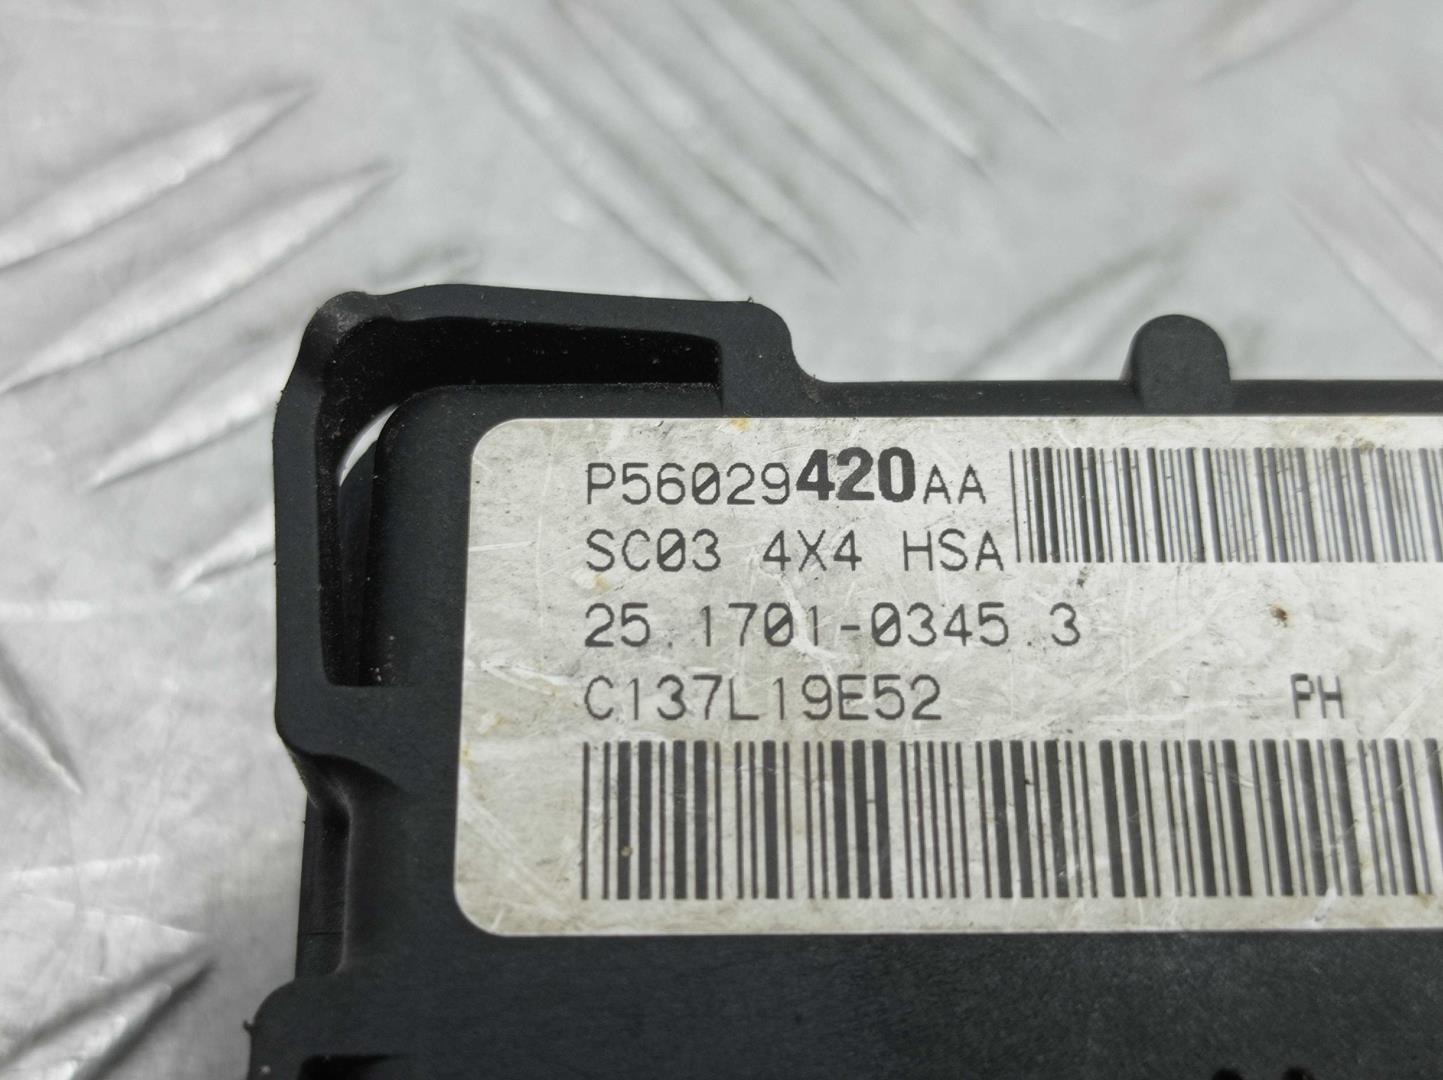 P56029420AA
SC03 4X4 HSA
25.1701-0345.3
C137L19E52 PH